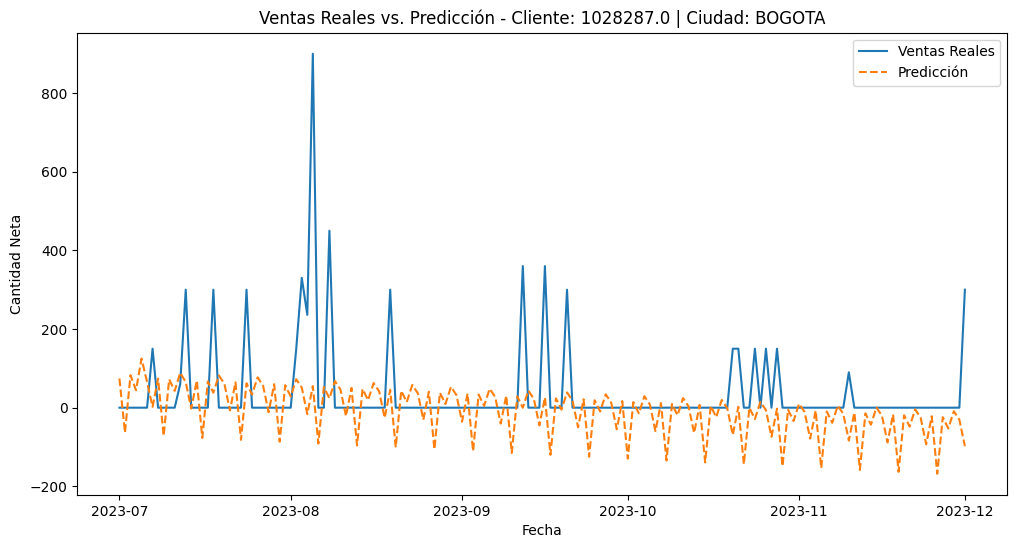 Ventas Reales vs. Predicción - Cliente: 1028287.0 | Ciudad: BOGOTA
Ventas Reales
Predicción
Cantidad Neta
800
600
400
200
0
−200
2023-07
2023-08
2023-09
2023-10
2023-11
2023-12
Fecha